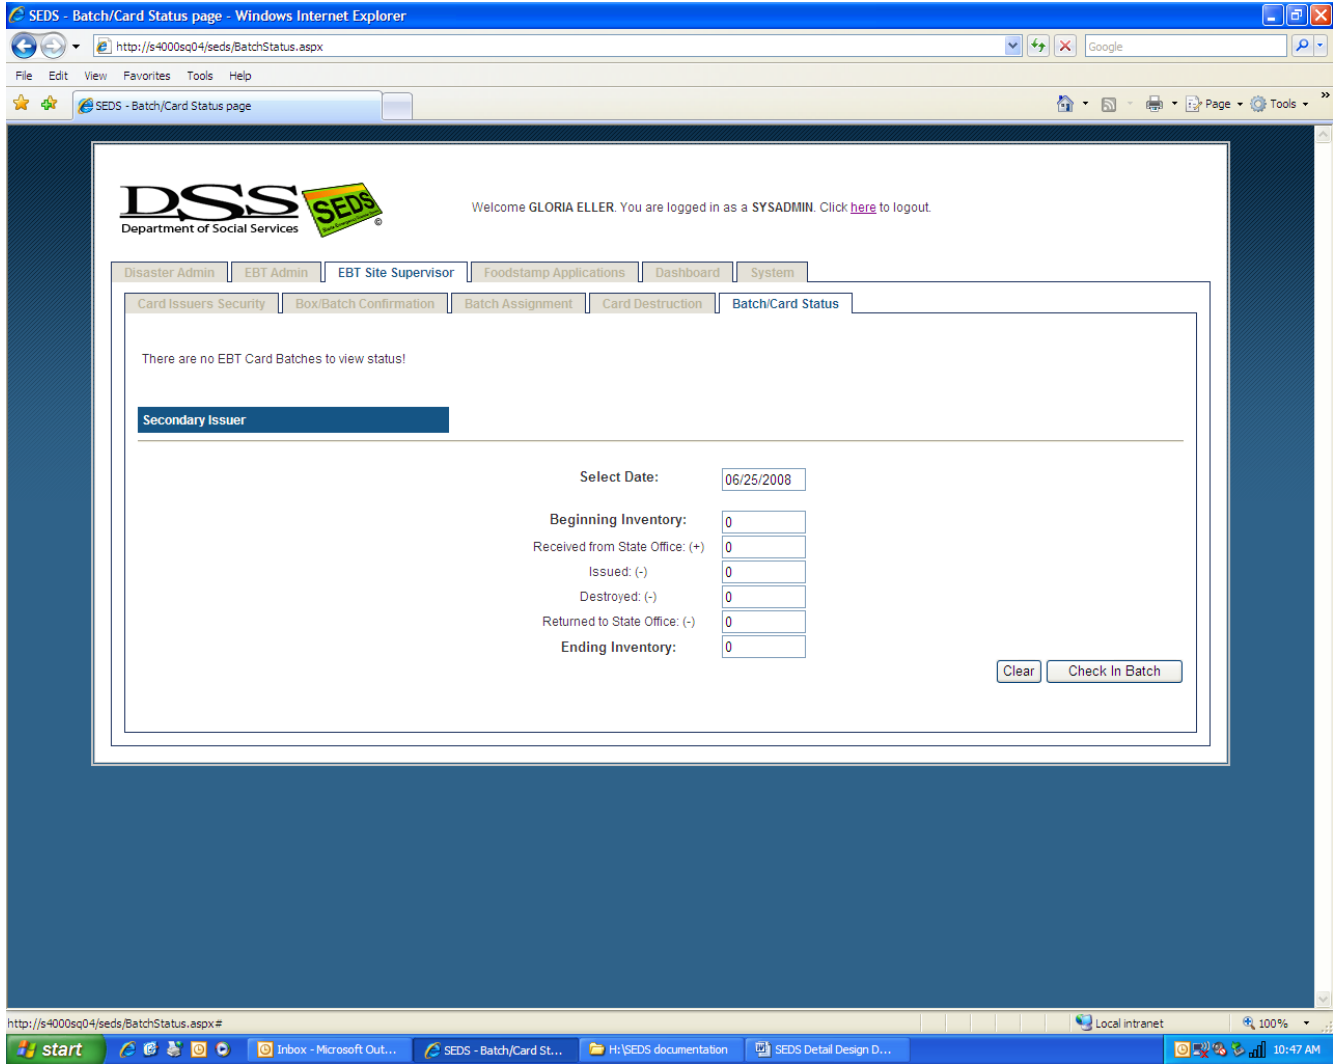 SEDS - Batch/Card Status page - Windows Internet Explorer
http://s4000sq04/seds/BatchStatus.aspx
Google
File Edit View Favorites Tools Help
SEDS - Batch/Card Status page
Page Tools
DSS
Department of Social Services
SEDS
©
Welcome GLORIA ELLER. You are logged in as a SYSADMIN. Click here to logout.
Disaster Admin EBT Admin EBT Site Supervisor Foodstamp Applications Dashboard System
Card Issuers Security Box/Batch Confirmation Batch Assignment Card Destruction Batch/Card Status
There are no EBT Card Batches to view status!
Secondary Issuer
Select Date: 06/25/2008
Beginning Inventory: 0
Received from State Office: (+) 0
Issued: (-) 0
Destroyed: (-) 0
Returned to State Office: (-) 0
Ending Inventory: 0
Clear Check In Batch
http://s4000sq04/seds/BatchStatus.aspx#
Local intranet 100%
start Inbox - Microsoft Out... SEDS - Batch/Card St... H:\SEDS documentation SEDS Detail Design D... 10:47 AM